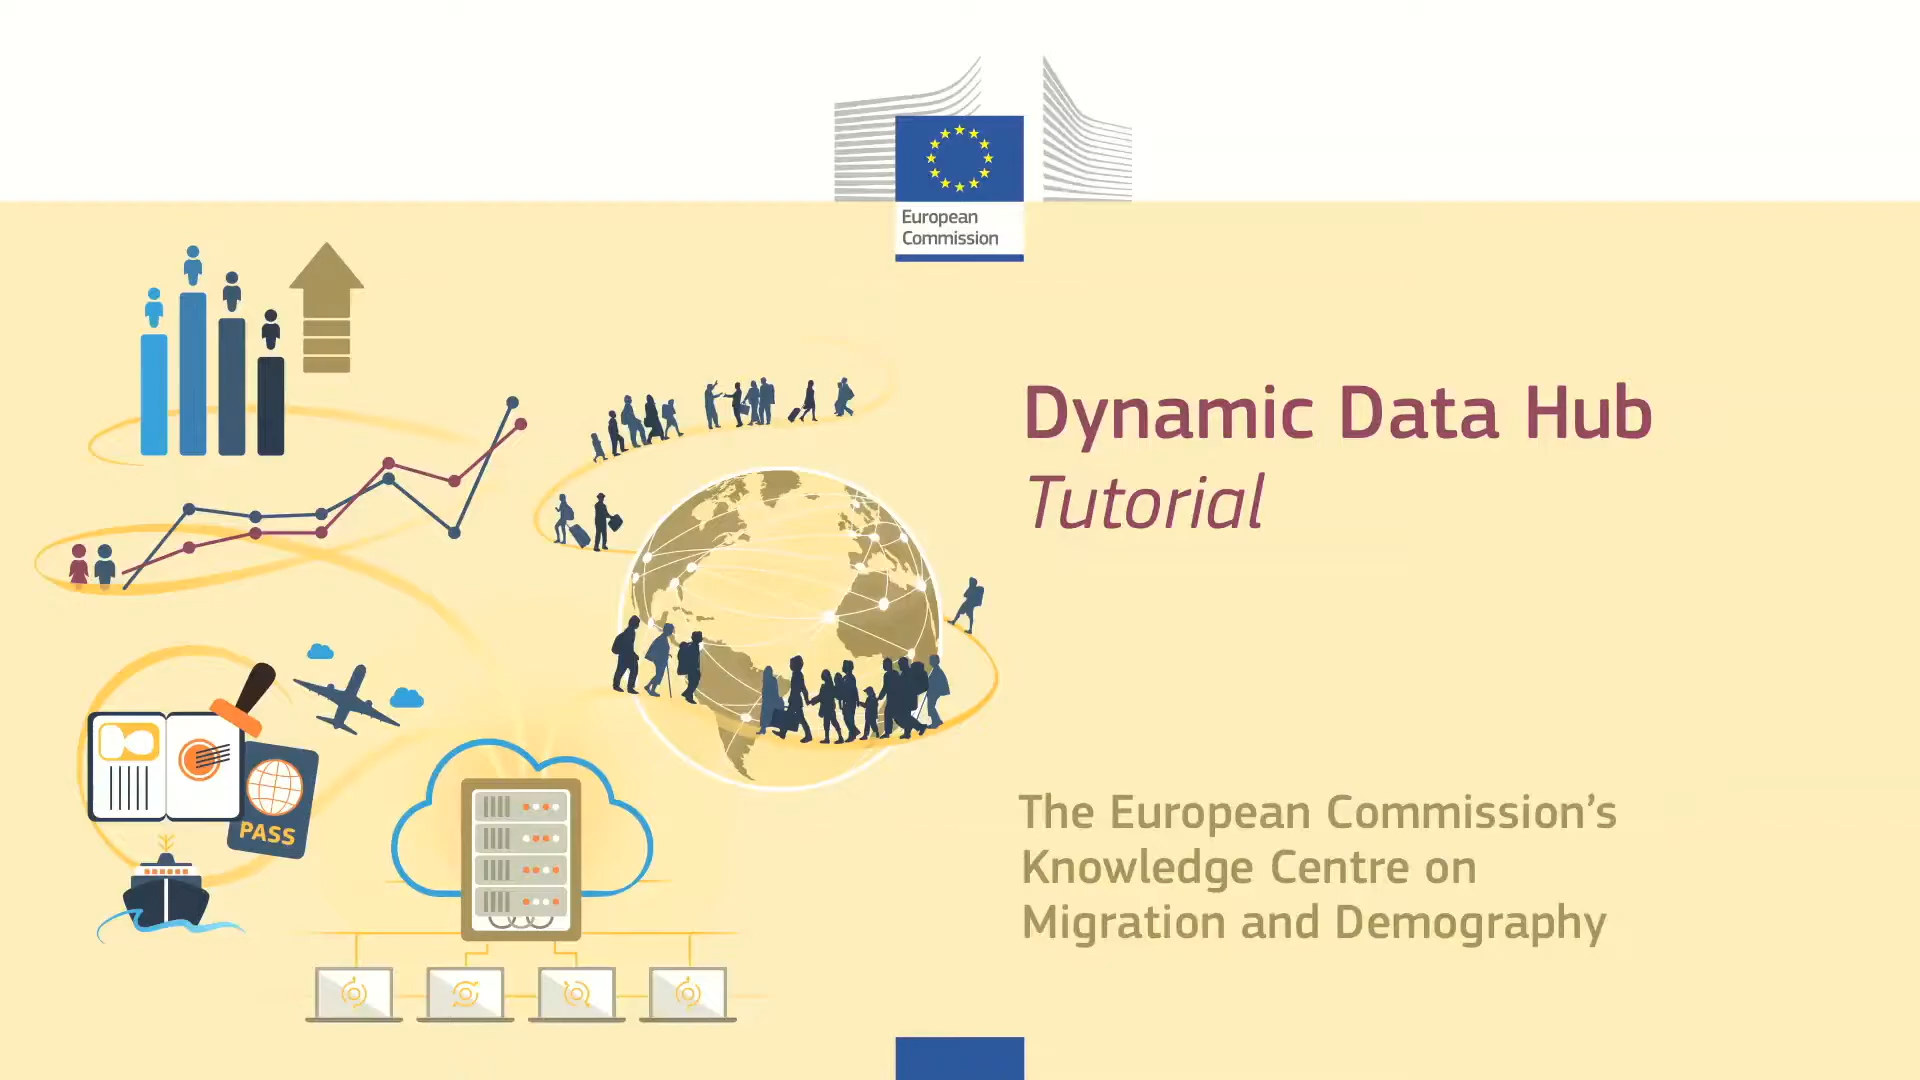 European
Commission
Dynamic Data Hub
Tutorial
PASS
The European Commission’s
Knowledge Centre on
Migration and Demography